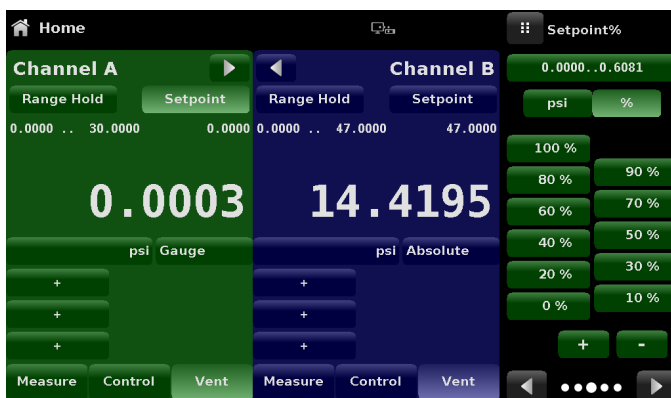 Home
Setpoint%
Channel A
Channel B
0.0000..0.6081
Range Hold Setpoint
Range Hold Setpoint
psi %
0.0000 .. 30.0000 0.0000
0.0000 .. 47.0000 47.0000
100 %
90 %
80 %
70 %
60 %
50 %
40 %
30 %
20 %
10 %
0 %
0.0003
14.4195
psi Gauge
psi Absolute
+
+
+
+
+
+
+ -
Measure Control Vent
Measure Control Vent